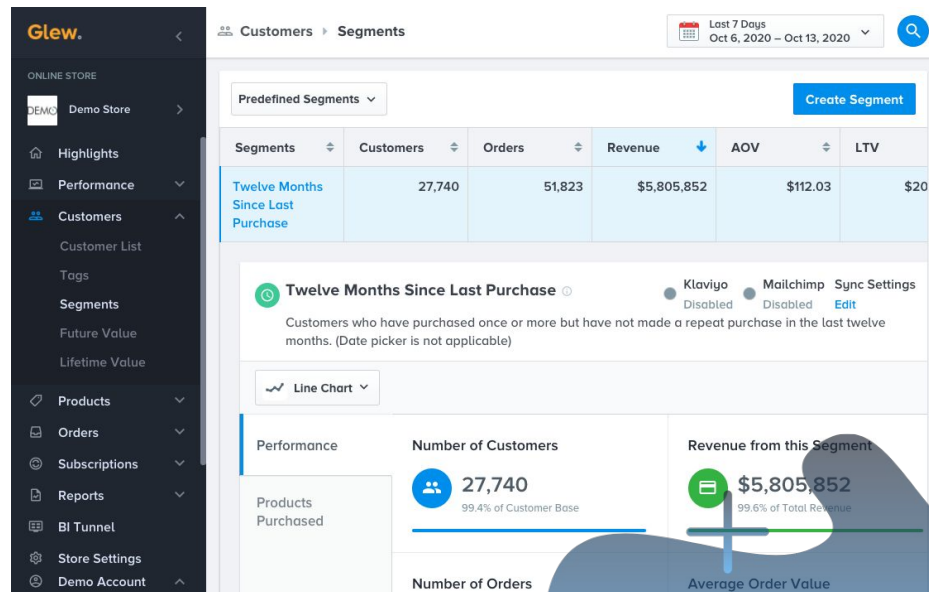 Glew.
ONLINE STORE
DEMO
Demo Store
Highlights
Performance
Customers
Customer List
Tags
Segments
Future Value
Lifetime Value
Products
Orders
Subscriptions
Reports
BI Tunnel
Store Settings
Demo Account
Customers
Segments
Last 7 Days
Oct 6, 2020 – Oct 13, 2020
Predefined Segments
Create Segment
Segments Customers Orders Revenue AOV LTV
Twelve Months 27,740 51,823 $5,805,852 $112.03 $20
Since Last
Purchase
Twelve Months Since Last Purchase
Klaviyo
Disabled
Mailchimp
Disabled
Sync Settings
Edit
Customers who have purchased once or more but have not made a repeat purchase in the last twelve
months. (Date picker is not applicable)
Line Chart
Performance
Products
Purchased
Number of Customers
27,740
99.4% of Customer Base
Revenue from this Segment
$5,805,852
99.6% of Total Revenue
Number of Orders
Average Order Value